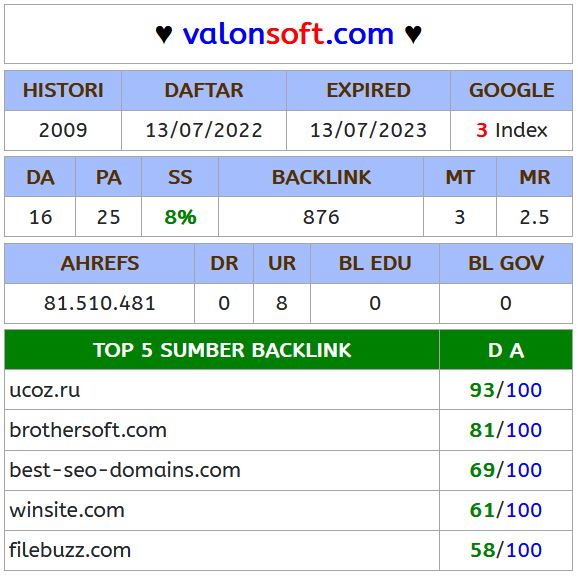 ♥ valonsoft.com ♥
HISTORI DAFTAR EXPIRED GOOGLE
2009 13/07/2022 13/07/2023 3 Index
DA PA SS BACKLINK MT MR
16 25 8% 876 3 2.5
AHREFS DR UR BL EDU BL GOV
81.510.481 0 8 0 0
TOP 5 SUMBER BACKLINK D A
ucoz.ru 93/100
brothersoft.com 81/100
best-seo-domains.com 69/100
winsite.com 61/100
filebuzz.com 58/100